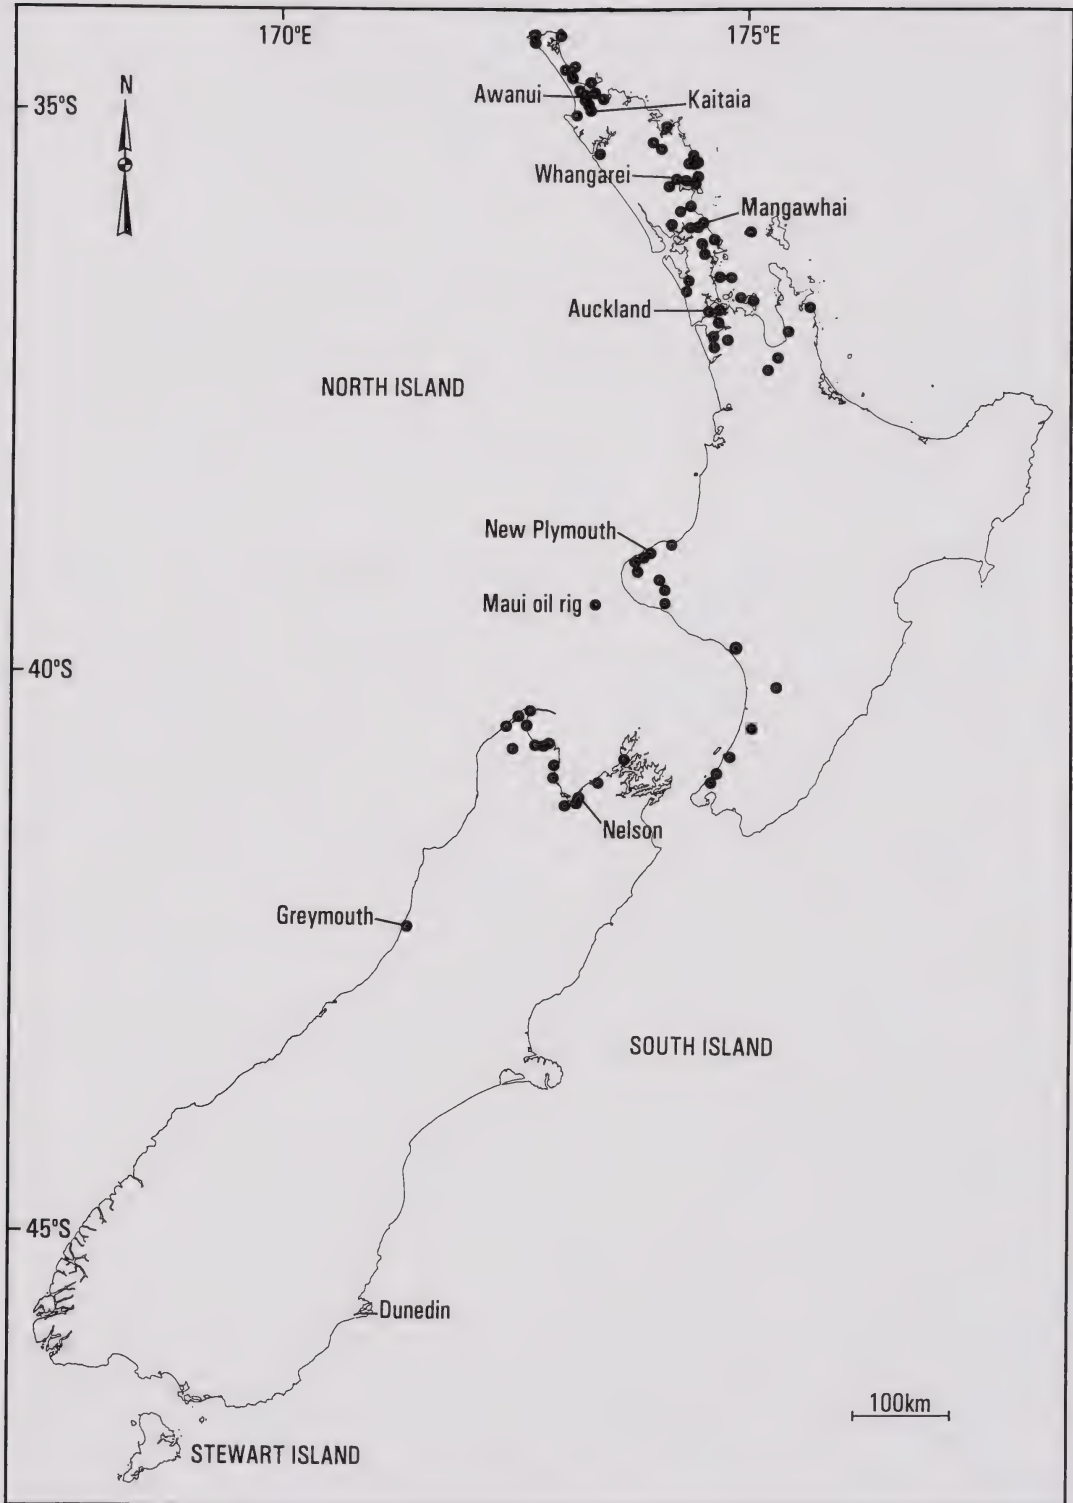 170°E
175°E
N
35°S
Awanui
Kaitaia
Whangarei
Mangawhai
Auckland
NORTH ISLAND
New Plymouth
Maui oil rig
40°S
Nelson
Greymouth
SOUTH ISLAND
45°S
Dunedin
100km
STEWART ISLAND